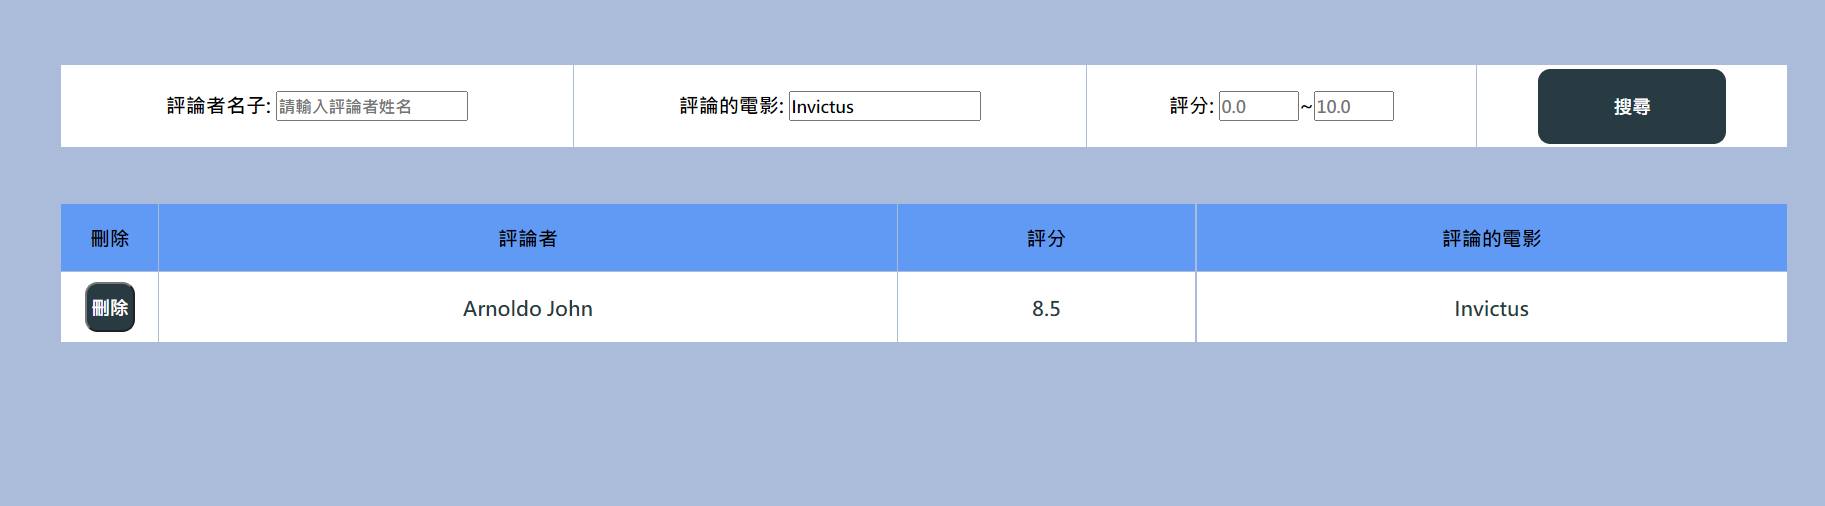 評論者名子: 請輸入評論者姓名 評論的電影: Invictus 評分: 0.0 ~ 10.0 搜尋
刪除 評論者 評分 評論的電影
刪除 Arnoldo John 8.5 Invictus